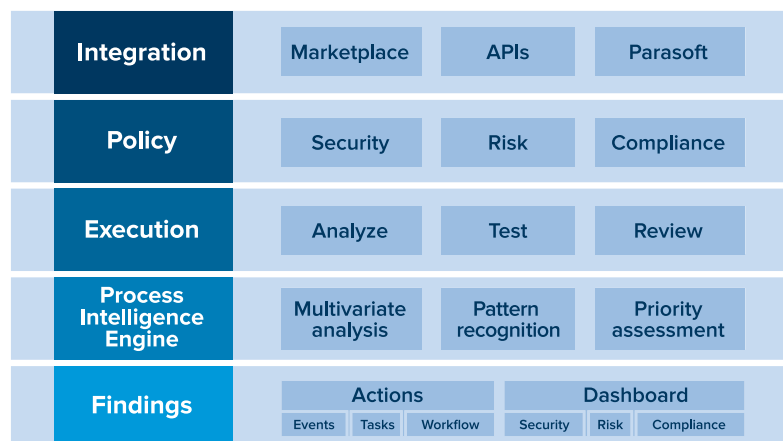 Integration
Marketplace
APIs
Parasoft
Policy
Security
Risk
Compliance
Execution
Analyze
Test
Review
Process
Intelligence
Engine
Multivariate
analysis
Pattern
recognition
Priority
assessment
Findings
Actions
Events
Tasks
Workflow
Dashboard
Security
Risk
Compliance